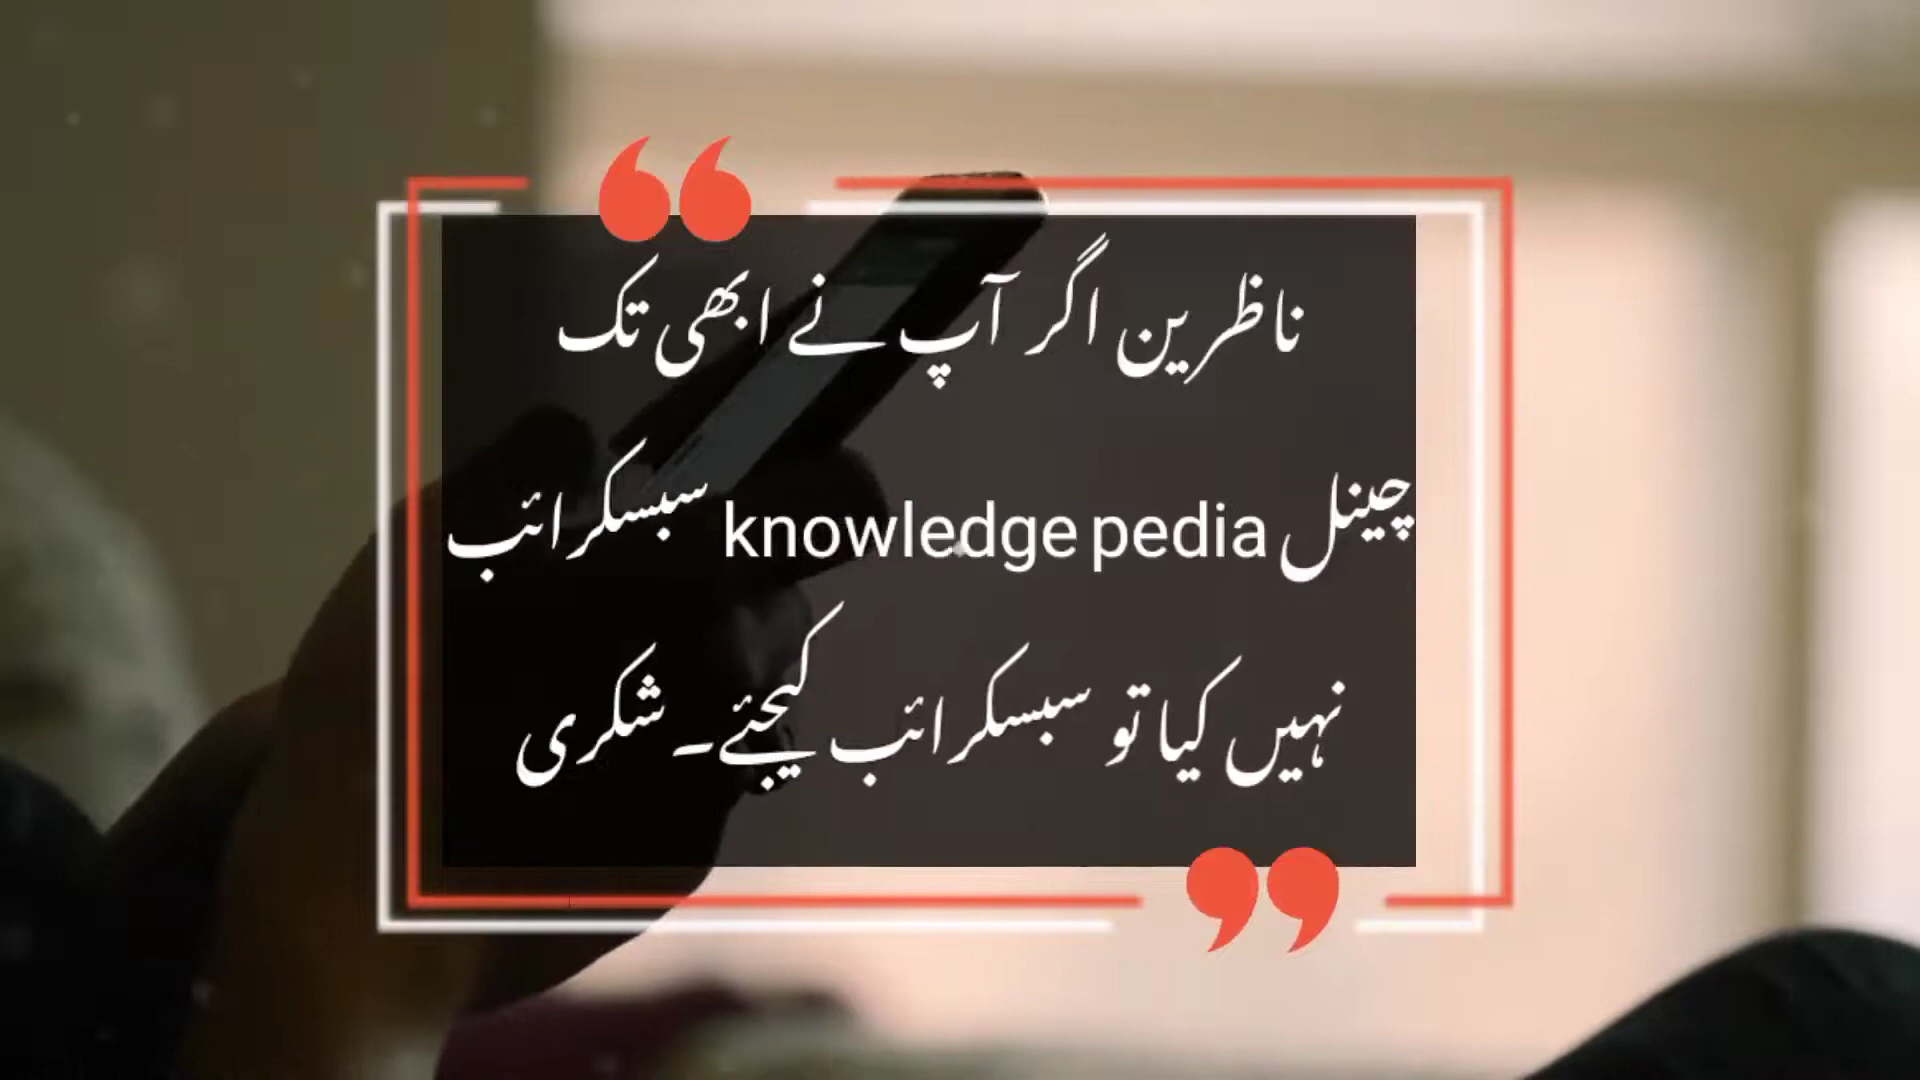 ناظرین اگر آپ نے ابھی تک
چینل knowledge pedia سبسکرائب
نہیں کیا تو سبسکرائب کیجئے۔ شکری